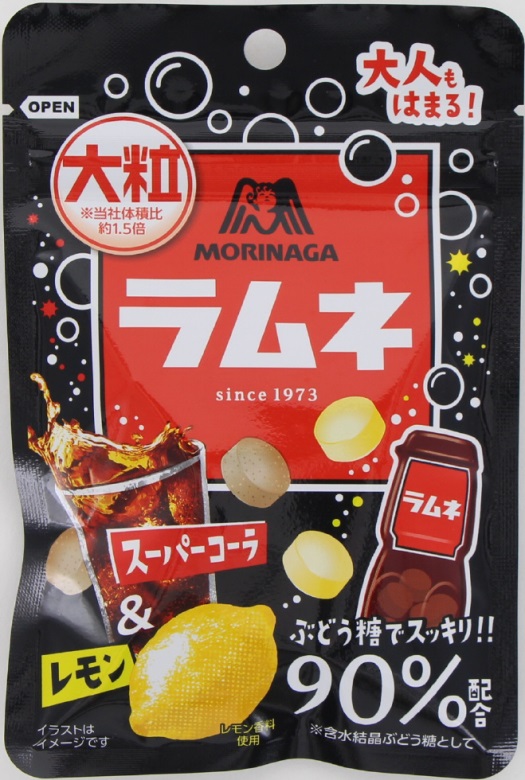 OPEN
大人も
はまる!
大粒
※当社体積比
約1.5倍
MORINAGA
ラムネ
since 1973
ラムネ
スーパーコーラ
&
レモン
ぶどう糖でスッキリ!!
90%配合
※含水結晶ぶどう糖として
イラストは
イメージです
レモン香料
使用